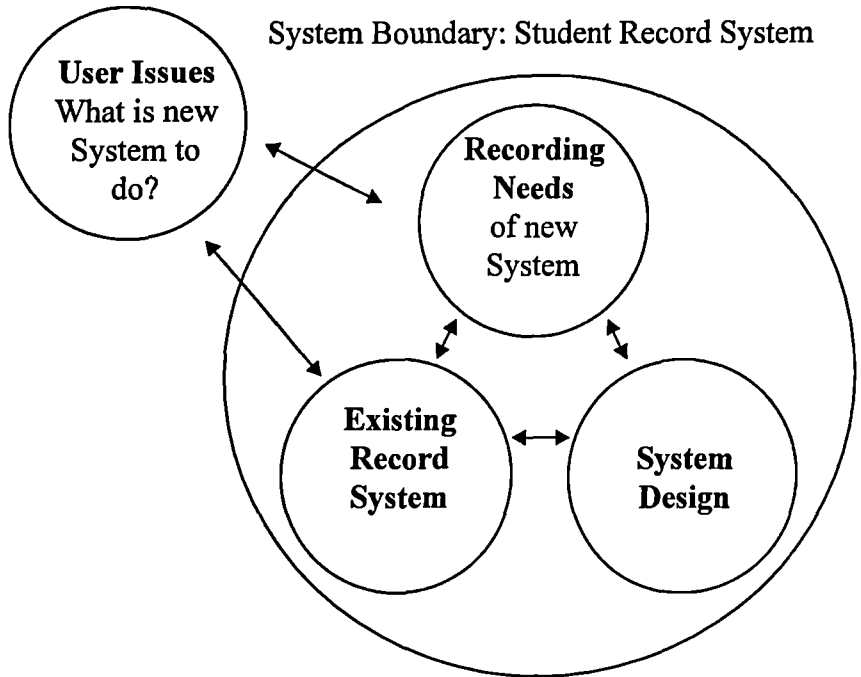 System Boundary: Student Record System
User Issues
What is new
System to
do?
Recording
Needs
of new
System
Existing
Record
System
System
Design